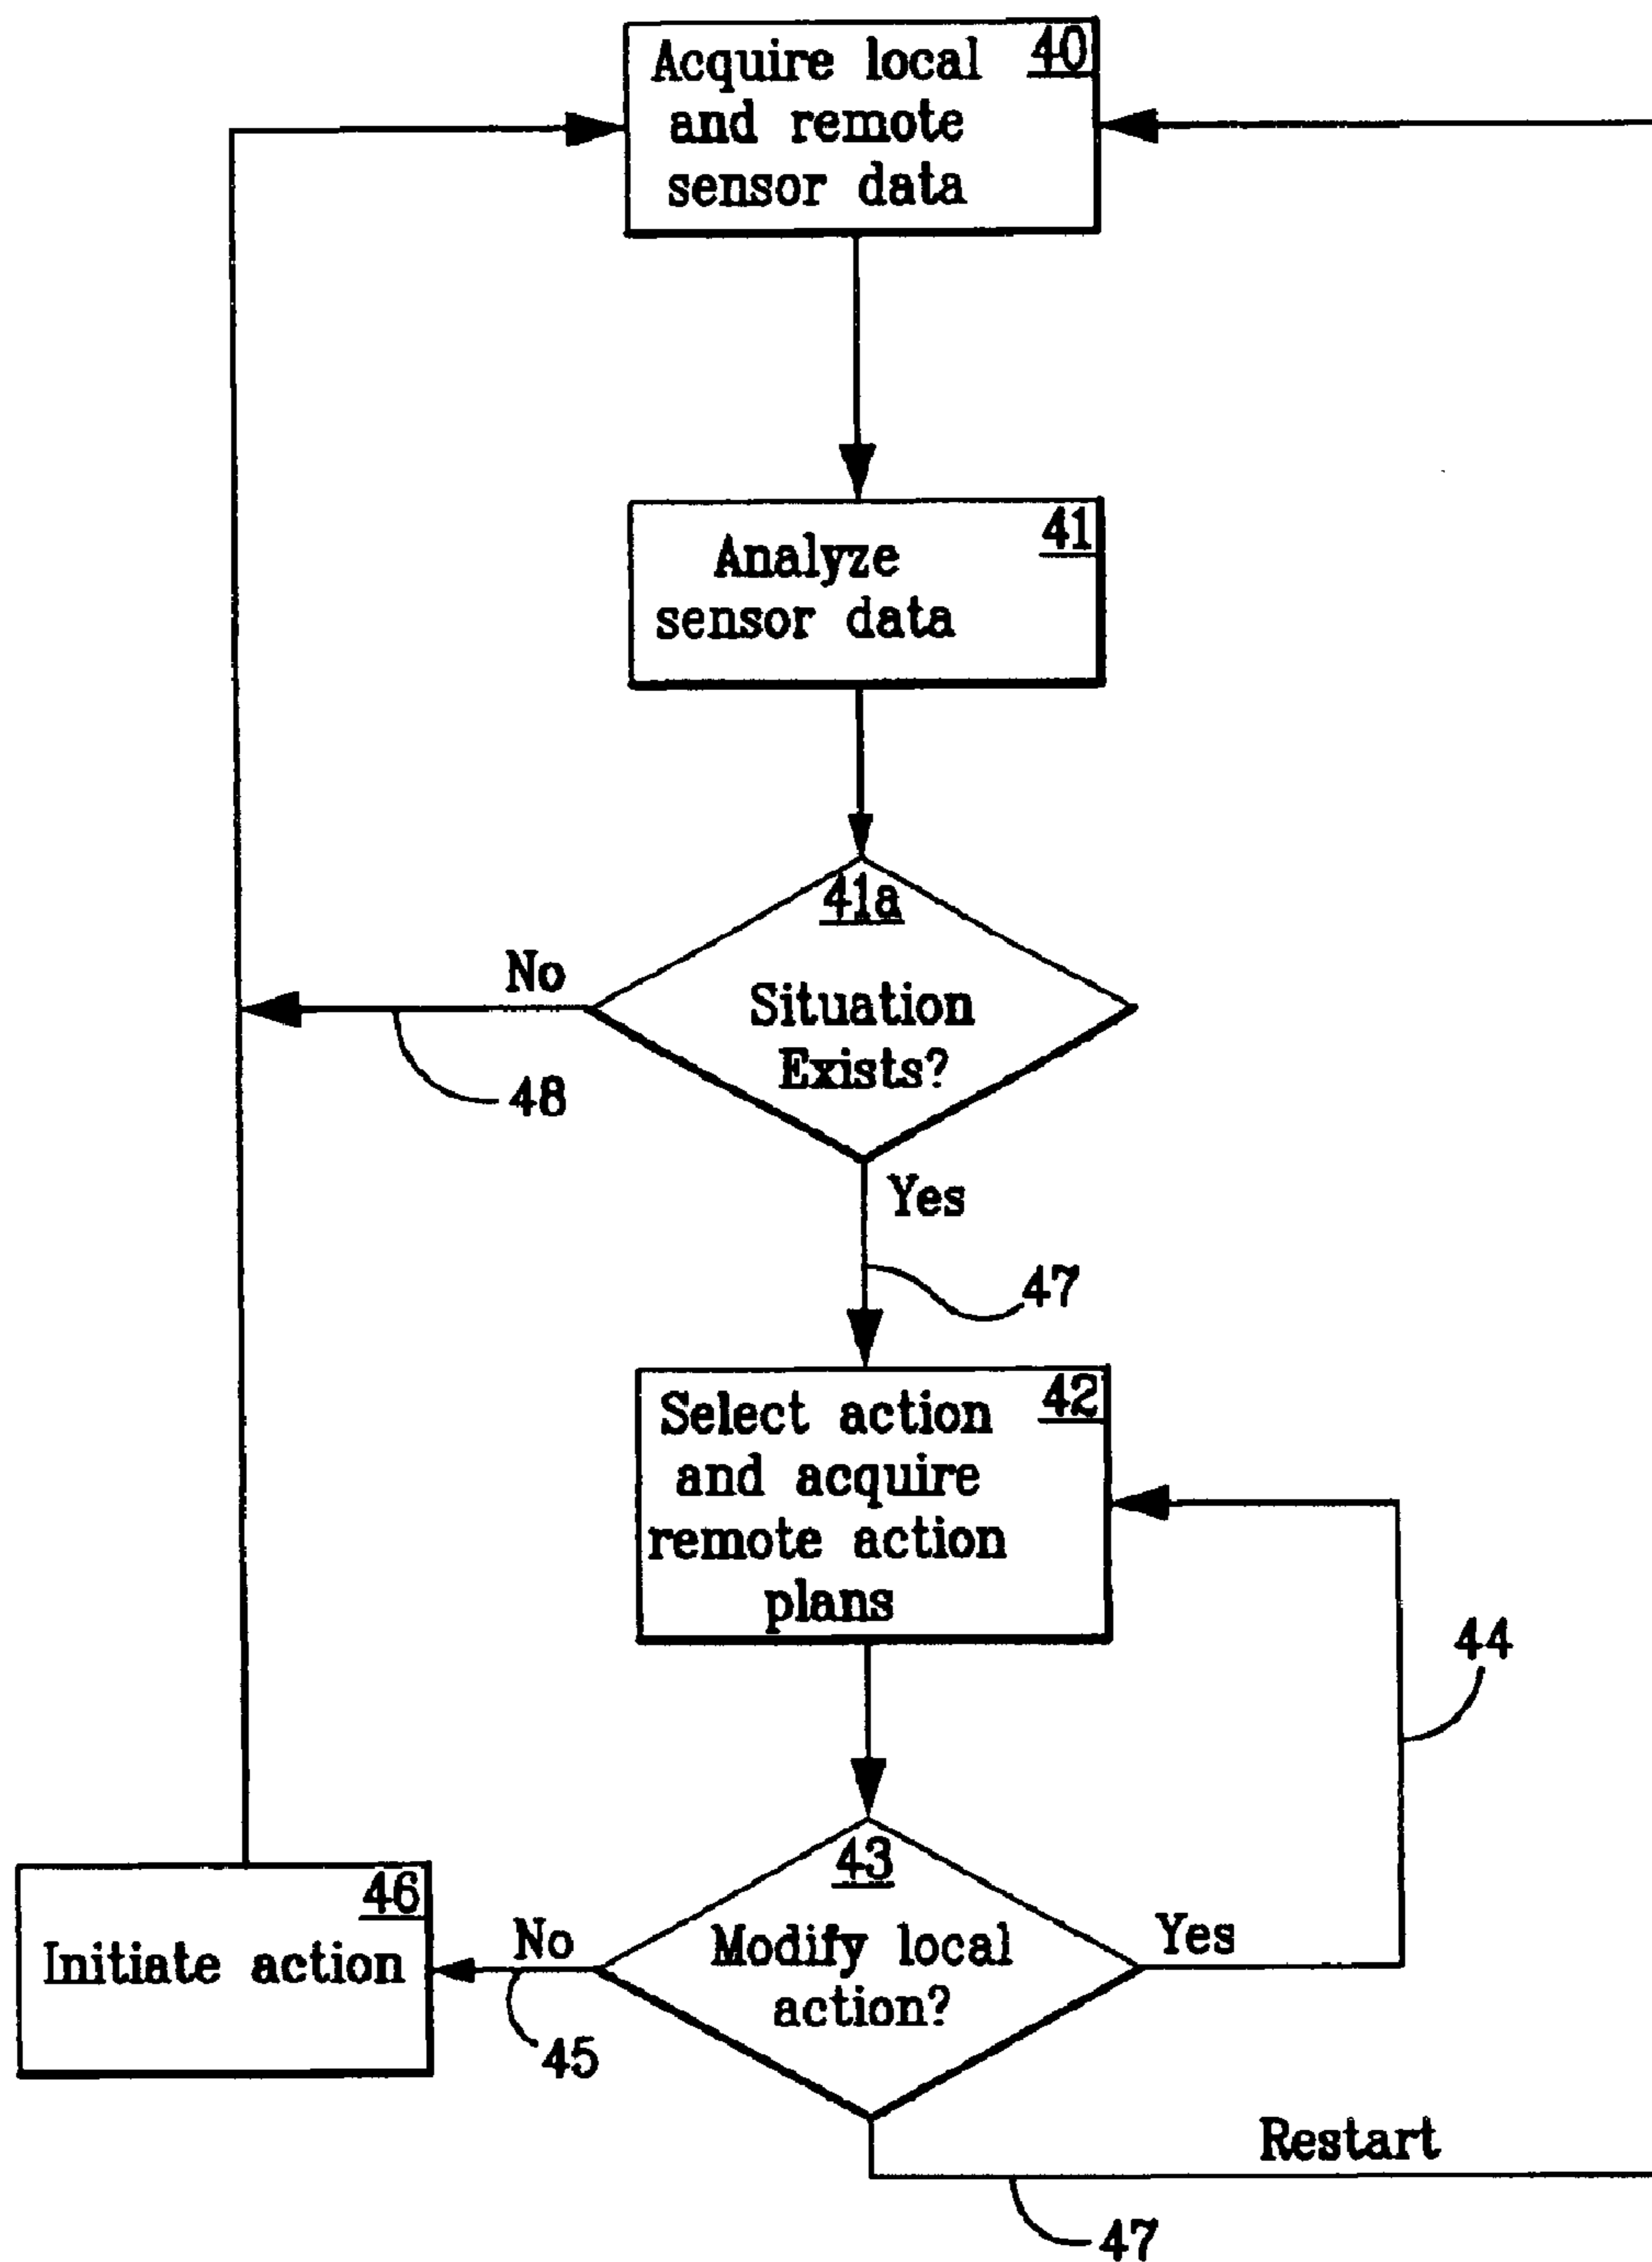 Acquire local 40
and remote
sensor data
41
Analyze
sensor data
41a
No
Situation
Exists?
48
Yes
47
42
Select action
and acquire
remote action
plans
44
43
46
No
Modify local
Yes
Initiate action
action?
45
Restart
47